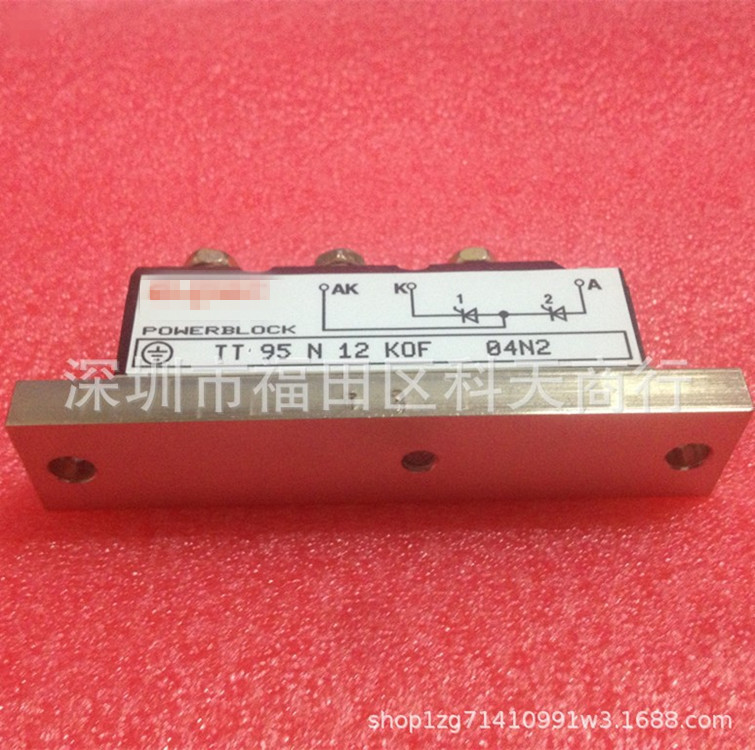 AK K A
1 2
POWERBLOCK
TT 95 N 12 KOF 04N2
深圳市福田区科天商行
shop1zg71410991w3.1688.com